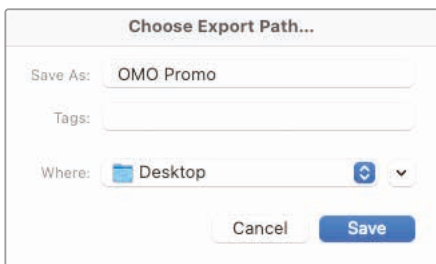 Choose Export Path...
Save As: OMO Promo
Tags:
Where: Desktop
Cancel Save